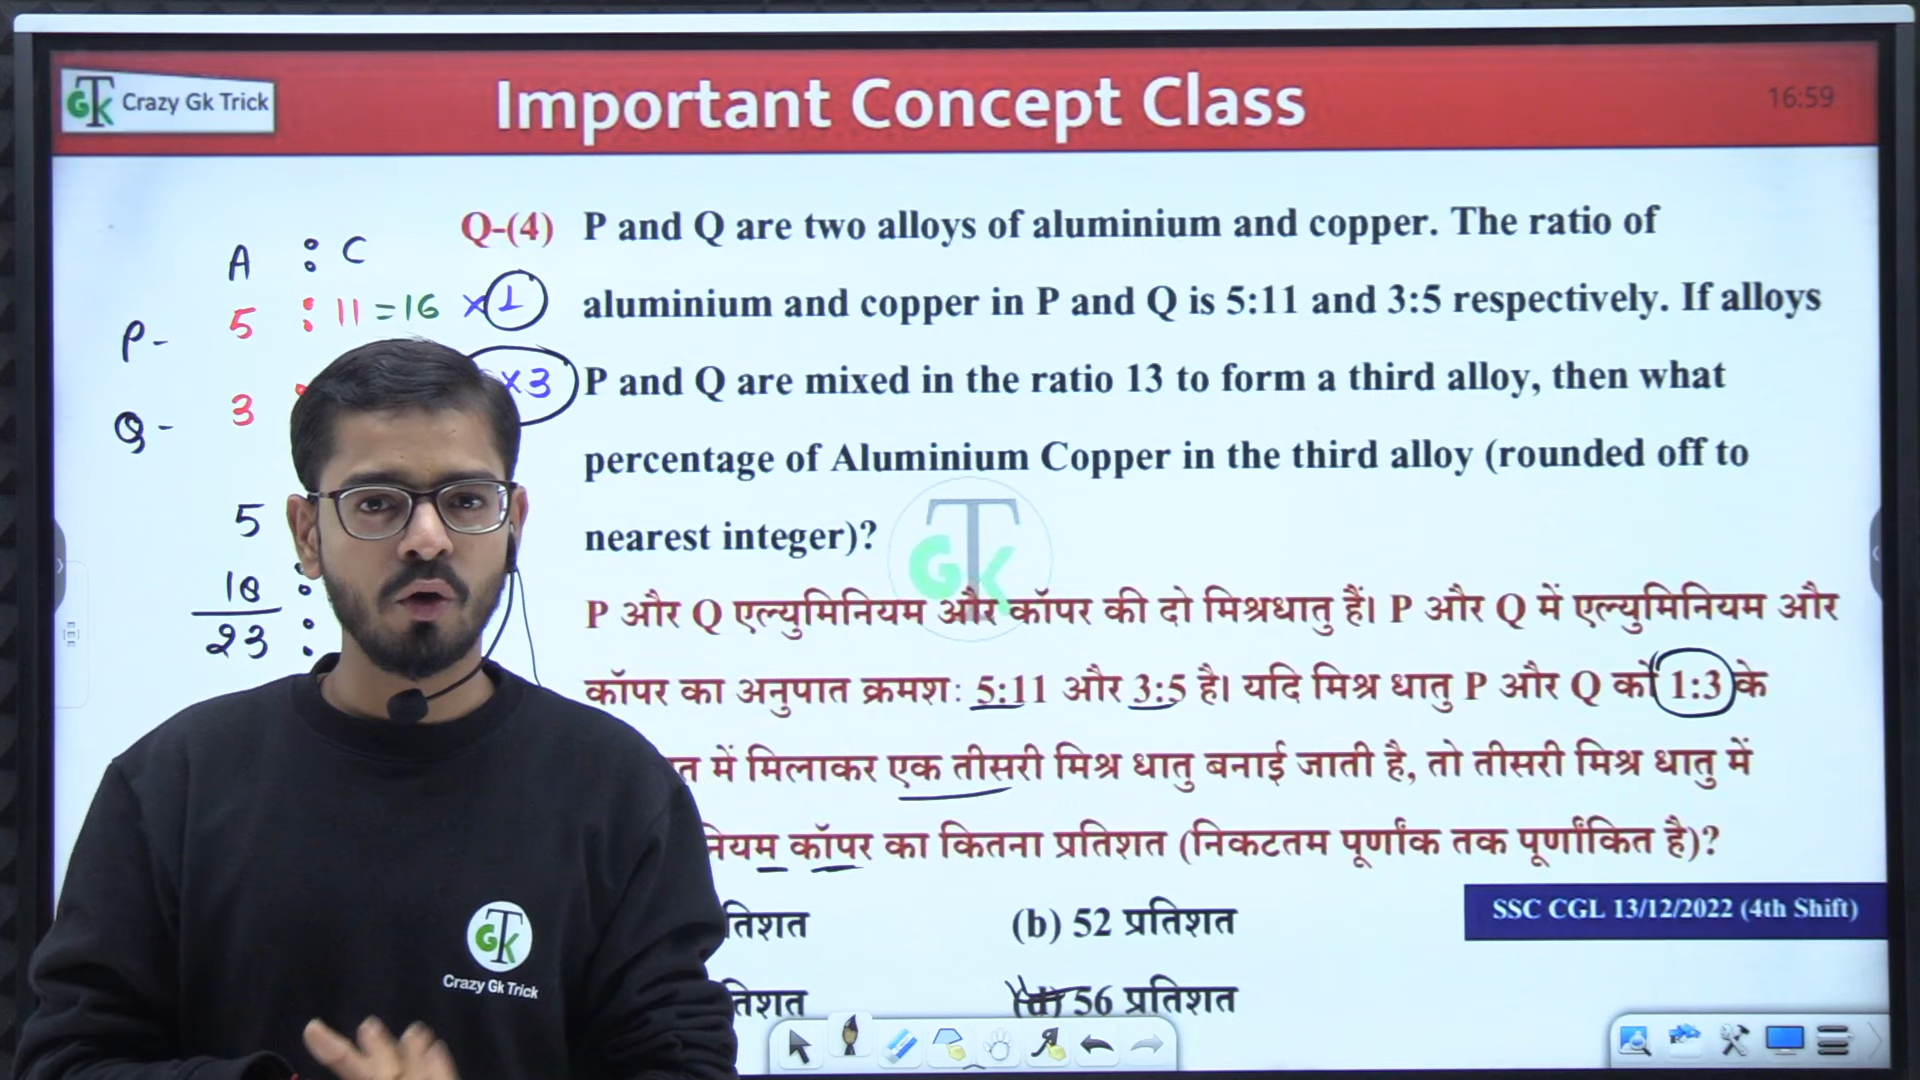 GTK Crazy Gk Trick
Important Concept Class
16:59
Q-(4) P and Q are two alloys of aluminium and copper. The ratio of
aluminium and copper in P and Q is 5:11 and 3:5 respectively. If alloys
P and Q are mixed in the ratio 13 to form a third alloy, then what
percentage of Aluminium Copper in the third alloy (rounded off to
nearest integer)?
P और Q एल्युमिनियम और कॉपर की दो मिश्रधातु हैं। P और Q में एल्युमिनियम और
कॉपर का अनुपात क्रमशः 5:11 और 3:5 है। यदि मिश्र धातु P और Q को 1:3 के
में मिलाकर एक तीसरी मिश्र धातु बनाई जाती है, तो तीसरी मिश्र धातु में
कॉपर का कितना प्रतिशत (निकटतम पूर्णांक तक पूर्णांकित है)?
(b) 52 प्रतिशत
(d) 56 प्रतिशत
SSC CGL 13/12/2022 (4th Shift)
A : C
P- 5 : 11 = 16 ×1
Q- 3 ×3
5
18 :
23 :
GTK
GTK
Crazy Gk Trick